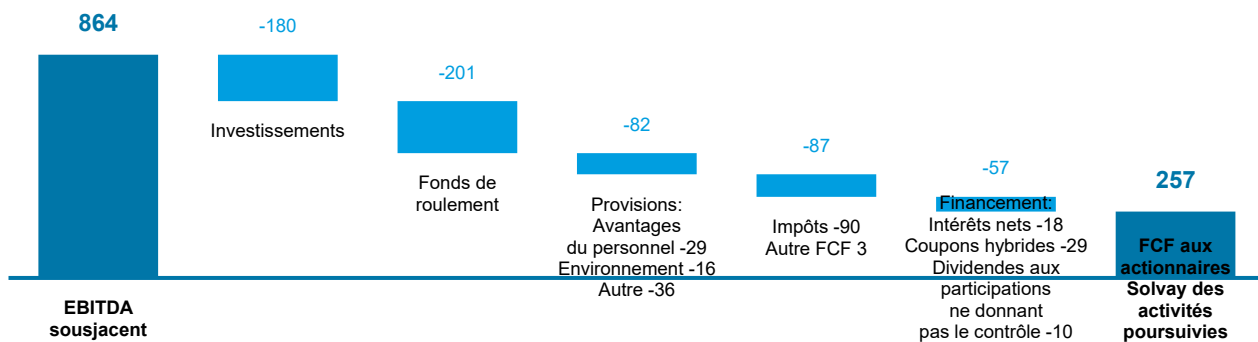 864
-180
Investissements
-201
Fonds de
roulement
-82
Provisions:
Avantages
du personnel -29
Environnement -16
Autre -36
-87
Impôts -90
Autre FCF 3
-57
Financement:
Intérêts nets -18
Coupons hybrides -29
Dividendes aux
participations
ne donnant
pas le contrôle -10
257
FCF aux
actionnaires
Solvay des
activités
poursuivies
EBITDA
sousjacent